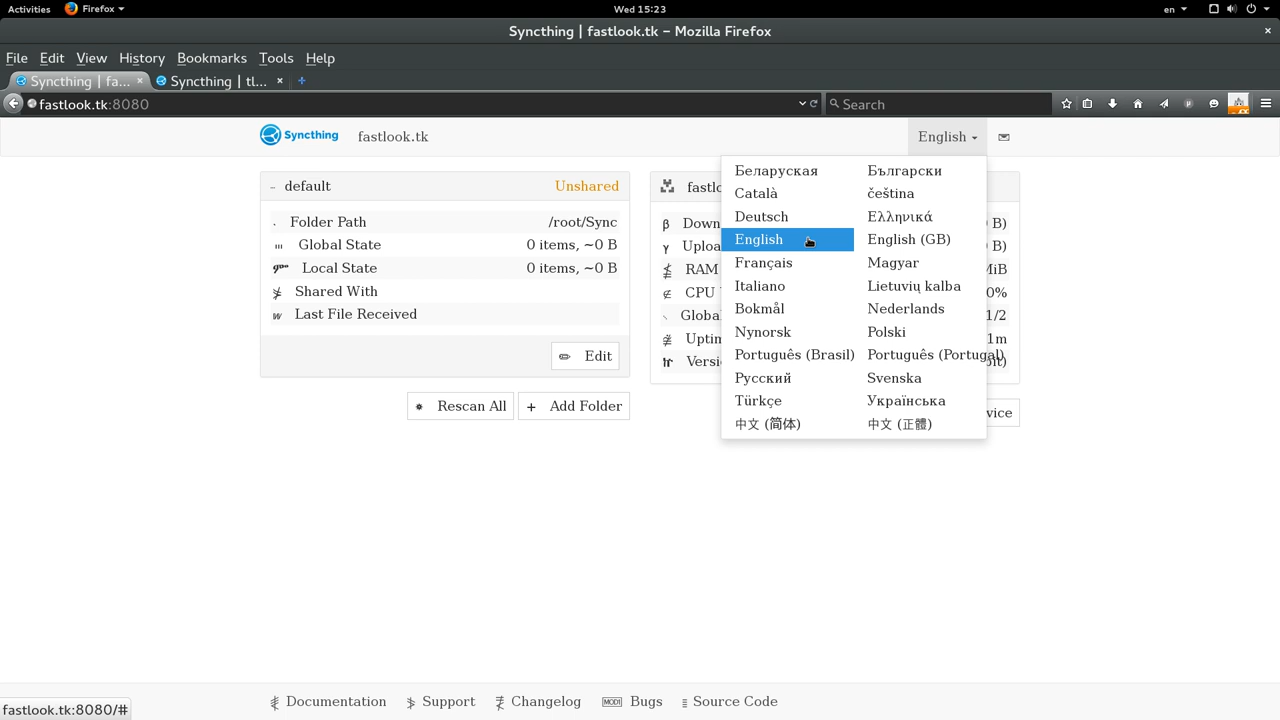 Activities Firefox Wed 15:23 en
Syncthing | fastlook.tk – Mozilla Firefox ×
File Edit View History Bookmarks Tools Help
Syncthing | fa... × Syncthing | tl... × +
fastlook.tk:8080 Search
Syncthing fastlook.tk English
default Unshared
Folder Path /root/Sync
Global State 0 items, ~0 B
Local State 0 items, ~0 B
Shared With
Last File Received
Edit
Rescan All
Add Folder
Беларуская Български
Català čeština
Deutsch Ελληνικά
English English (GB)
Français Magyar
Italiano Lietuvių kalba
Bokmål Nederlands
Nynorsk Polski
Português (Brasil) Português (Portugal)
Русский Svenska
Türkçe Українська
中文 (简体) 中文 (正體)
Documentation Support Changelog MOD1 Bugs Source Code
fastlook.tk:8080/#